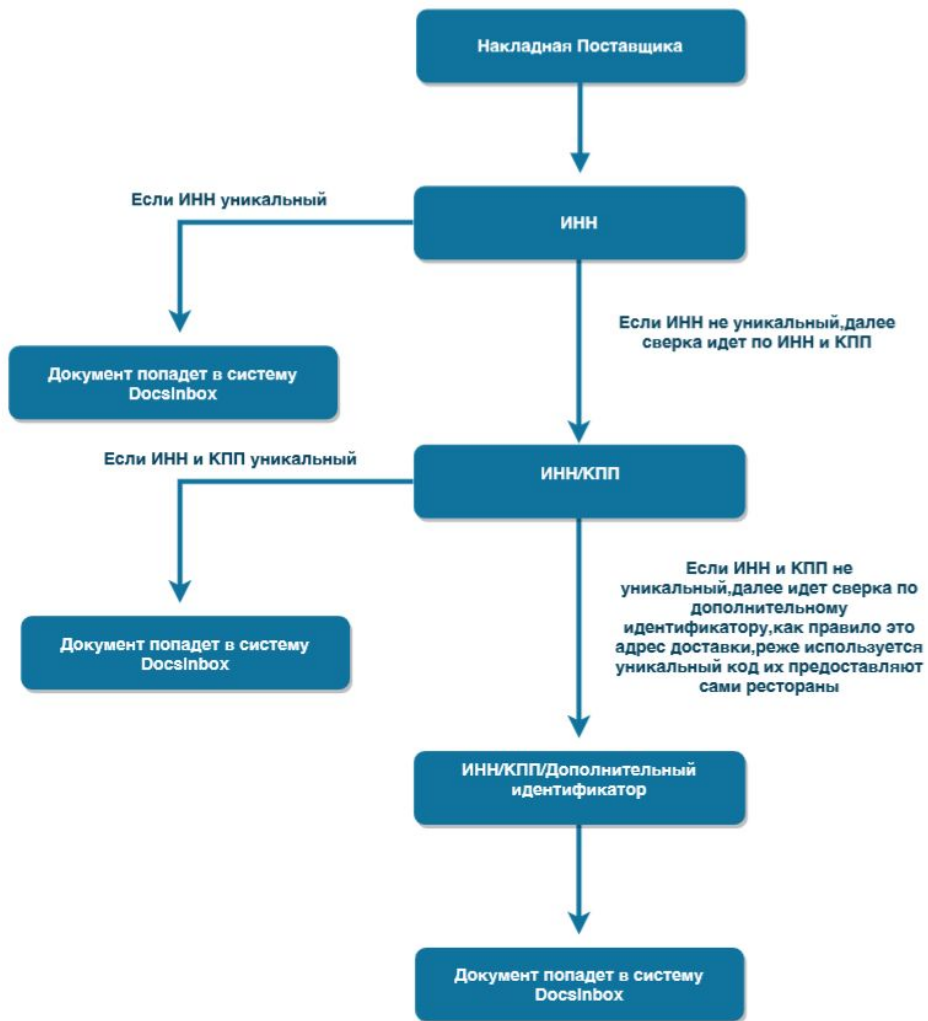 Накладная Поставщика
Если ИНН уникальный
ИНН
Если ИНН не уникальный,далее
сверка идет по ИНН и КПП
Документ попадет в систему
DocsInbox
Если ИНН и КПП уникальный
ИНН/КПП
Если ИНН и КПП не
уникальный,далее идет сверка по
дополнительному
идентификатору,как правило это
адрес доставки,реже используется
уникальный код их предоставляют
сами рестораны
Документ попадет в систему
DocsInbox
ИНН/КПП/Дополнительный
идентификатор
Документ попадет в систему
DocsInbox